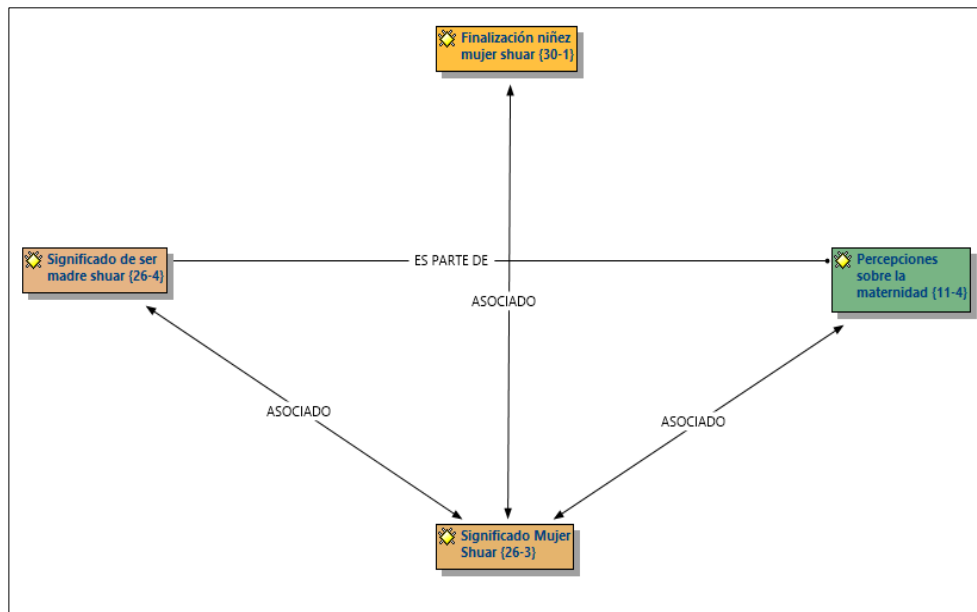 Finalización niñez
mujer shuar {30-1}
Significado de ser
madre shuar {26-4}
ES PARTE DE
Percepciones
sobre la
maternidad {11-4}
ASOCIADO
ASOCIADO
ASOCIADO
Significado Mujer
Shuar {26-3}